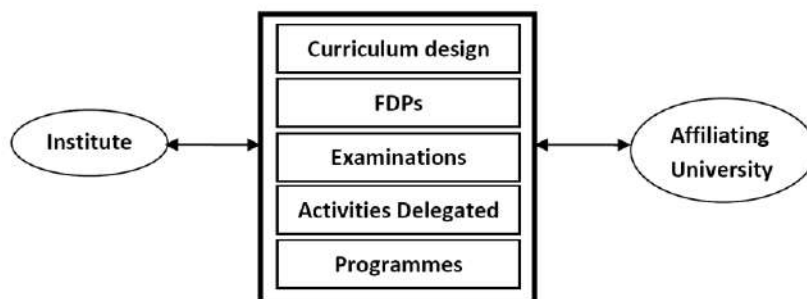 Curriculum design
FDPs
Institute
Examinations
Affiliating
University
Activities Delegated
Programmes